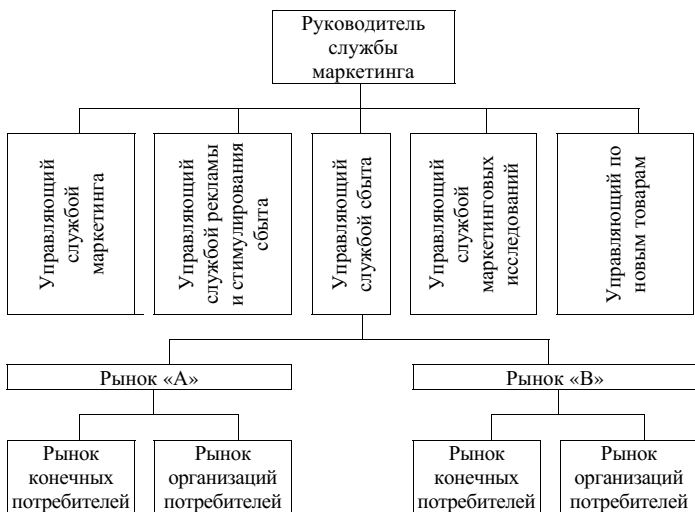 Руководитель
службы
маркетинга
Управляющий
службой
маркетинга
Управляющий
службой рекламы
и стимулирования
сбыта
Управляющий
службой сбыта
Управляющий
службой
маркетинговых
исследований
Управляющий по
новым товарам
Рынок «А»
Рынок «В»
Рынок
конечных
потребителей
Рынок
организаций
потребителей
Рынок
конечных
потребителей
Рынок
организаций
потребителей